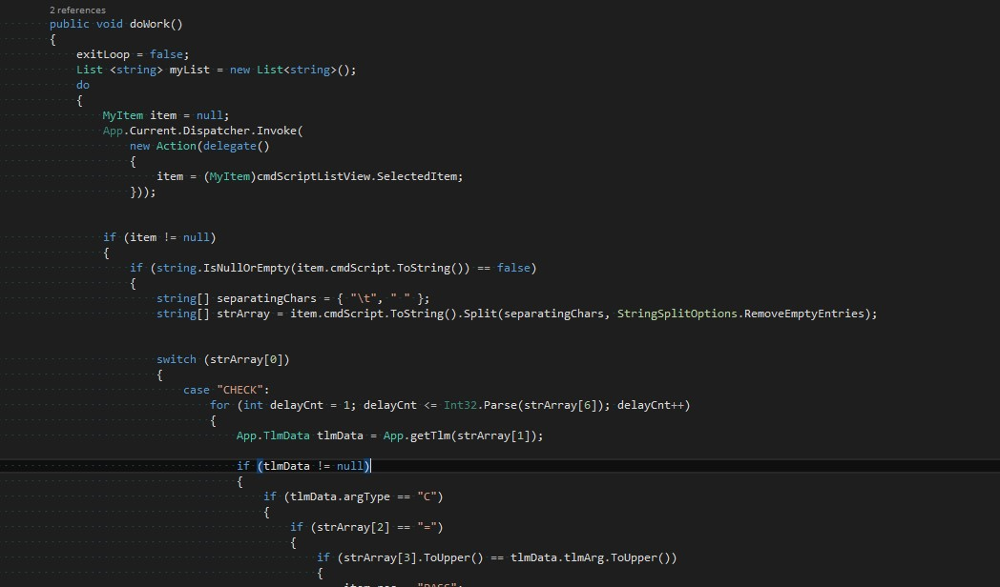 2 references
public void doWork()
{
exitLoop = false;
List <string> myList = new List<string>();
do
{
MyItem item = null;
App.Current.Dispatcher.Invoke(
new Action(delegate()
{
item = (MyItem)cmdScriptListView.SelectedItem;
}));
if (item != null)
{
if (string.IsNullOrEmpty(item.cmdScript.ToString()) == false)
{
string[] separatingChars = { "\t", " " };
string[] strArray = item.cmdScript.ToString().Split(separatingChars, StringSplitOptions.RemoveEmptyEntries);
switch (strArray[0])
{
case "CHECK":
for (int delayCnt = 1; delayCnt <= Int32.Parse(strArray[6]); delayCnt++)
{
App.TlmData tlmData = App.getTlm(strArray[1]);
if (tlmData != null)
{
if (tlmData.argType == "C")
{
if (strArray[2] == "=")
{
if (strArray[3].ToUpper() == tlmData.tlmArg.ToUpper())
{